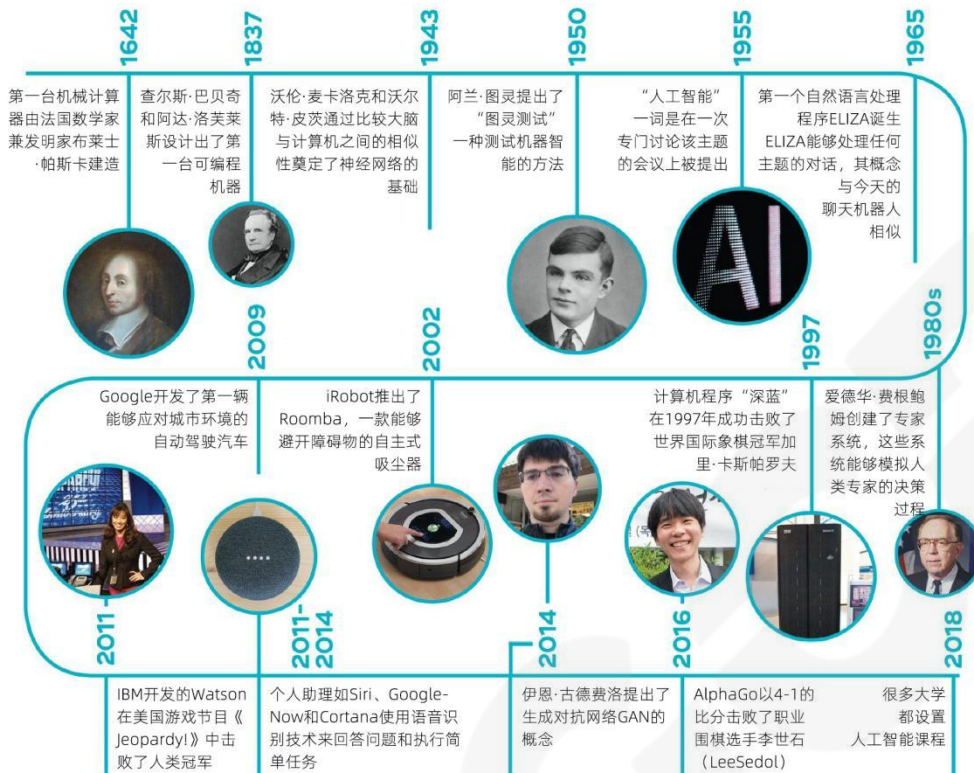 1642
第一台机械计算
器由法国数学家
兼发明家布莱士
·帕斯卡建造
1837
查尔斯·巴贝奇
和阿达·洛芙莱
斯设计出了第
一台可编程
机器
1943
沃伦·麦卡洛克和沃尔
特·皮茨通过比较大脑
与计算机之间的相似
性奠定了神经网络的
基础
1950
阿兰·图灵提出了
“图灵测试”
一种测试机器智
能的方法
1955
“人工智能”
一词是在一次
专门讨论该主题
的会议上被提出
AI
1965
第一个自然语言处理
程序ELIZA诞生
ELIZA能够处理任何
主题的对话，其概念
与今天的
聊天机器人
相似
1980s
爱德华·费根鲍
姆创建了专家
系统，这些系
统能够模拟人
类专家的决策
过程
1997
计算机程序“深蓝”
在1997年成功击败了
世界国际象棋冠军加
里·卡斯帕罗夫
2002
iRobot推出了
Roomba，一款能够
避开障碍物的自主式
吸尘器
2009
Google开发了第一辆
能够应对城市环境的
自动驾驶汽车
2011
IBM开发的Watson
在美国游戏节目《
Jeopardy!》中击
败了人类冠军
2011-
2014
个人助理如Siri、Google-
Now和Cortana使用语音识
别技术来回答问题和执行简
单任务
2014
伊恩·古德费洛提出了
生成对抗网络GAN的
概念
2016
AlphaGo以4-1的
比分击败了职业
围棋选手李世石
（LeeSedol）
2018
很多大学
都设置
人工智能课程